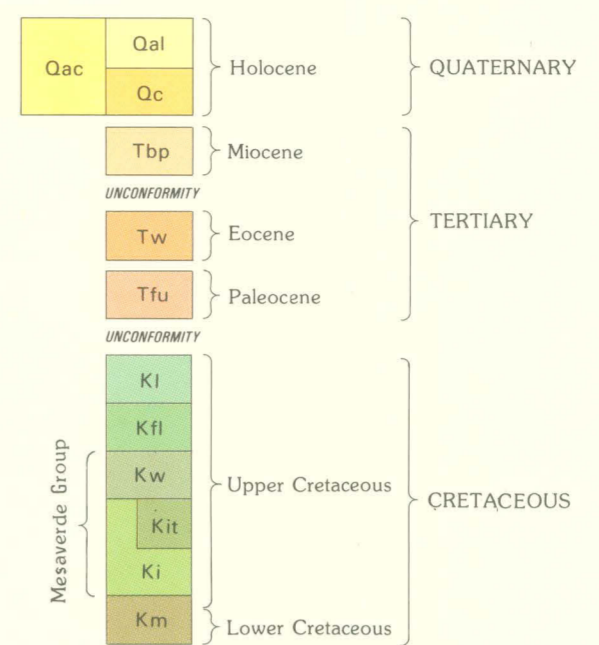 Qac
Qal
Qc
Holocene
QUATERNARY
Tbp
Miocene
UNCONFORMITY
Tw
Eocene
TERTIARY
Tfu
Paleocene
UNCONFORMITY
Kl
Kfl
Mesaverde Group
Kw
Upper Cretaceous
CRETACEOUS
Kit
Ki
Km
Lower Cretaceous